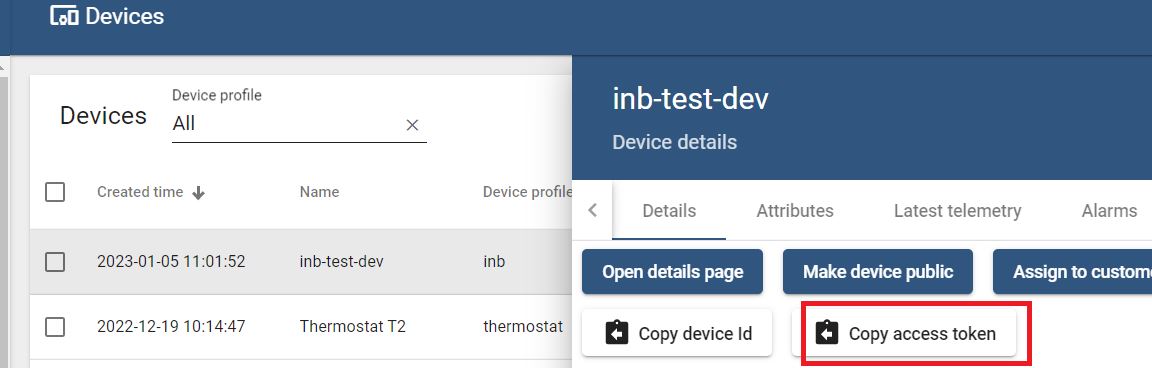 Devices
Devices
Device profile
All
Created time
Name
Device profile
2023-01-05 11:01:52
inb-test-dev
inb
2022-12-19 10:14:47
Thermostat T2
thermostat
inb-test-dev
Device details
Details
Attributes
Latest telemetry
Alarms
Open details page
Make device public
Assign to custome
Copy device Id
Copy access token